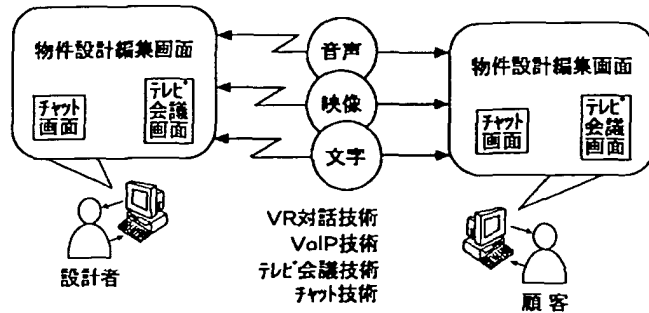 物件設計編集画面
チャット
画面
テレビ
会議
画面
音声
映像
文字
物件設計編集画面
チャット
画面
テレビ
会議
画面
設計者
VR対話技術
VoIP技術
テレビ会議技術
チャット技術
顧客